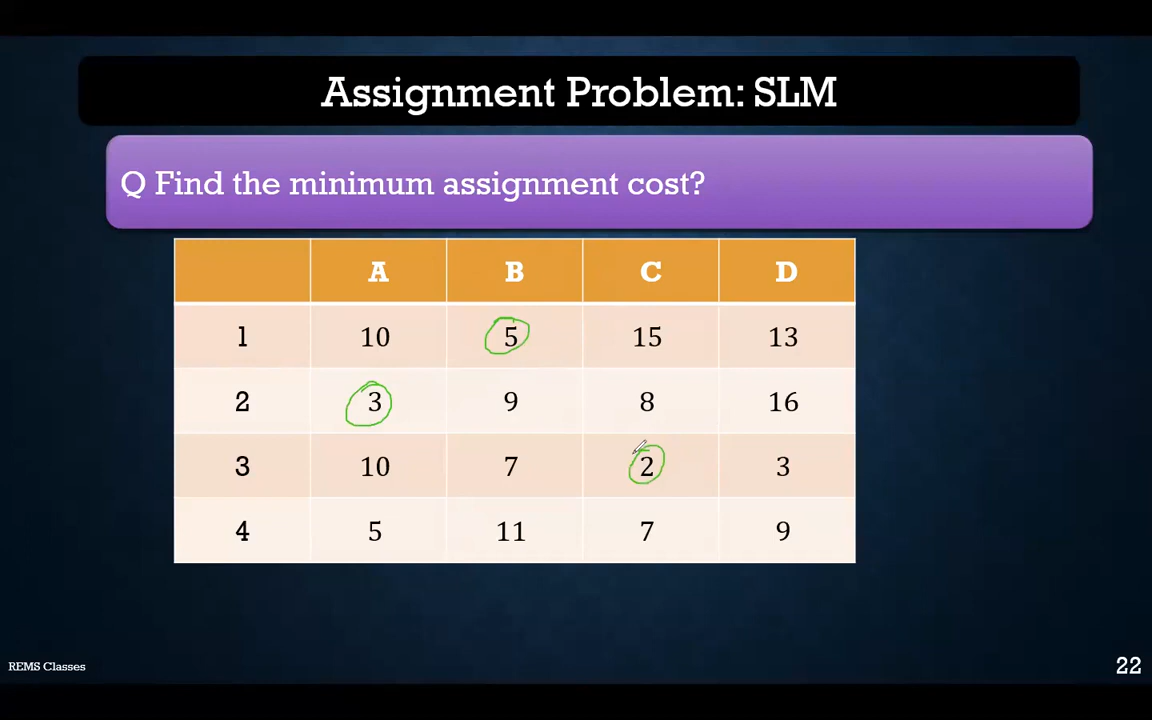 Assignment Problem: SLM
Q Find the minimum assignment cost?
A B C D
1 10 5 15 13
2 3 9 8 16
3 10 7 2 3
4 5 11 7 9
REMS Classes
22